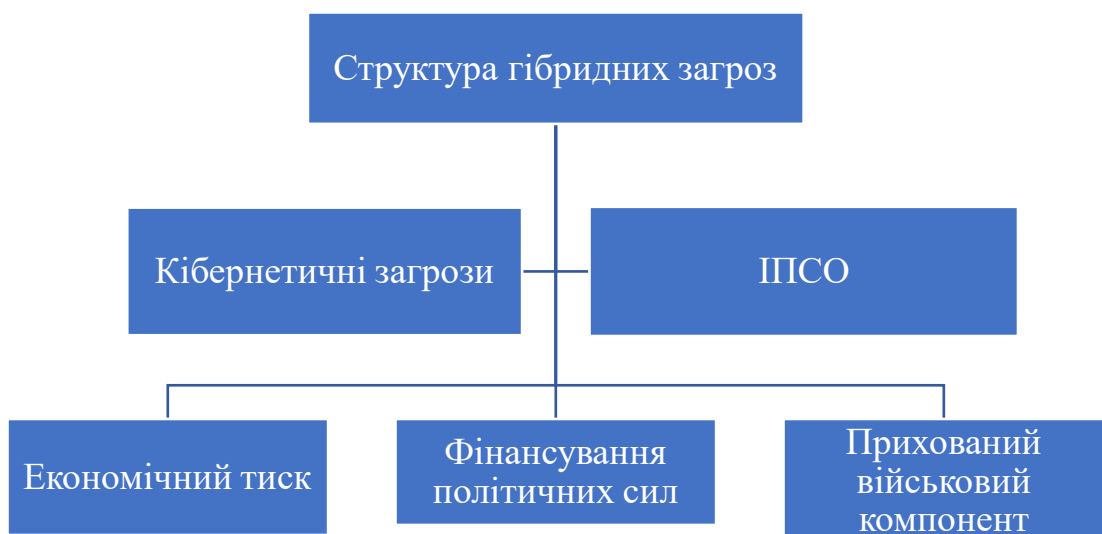 Структура гібридних загроз
Кібернетичні загрози
ІПСО
Економічний тиск
Фінансування
політичних сил
Прихований
військовий
компонент